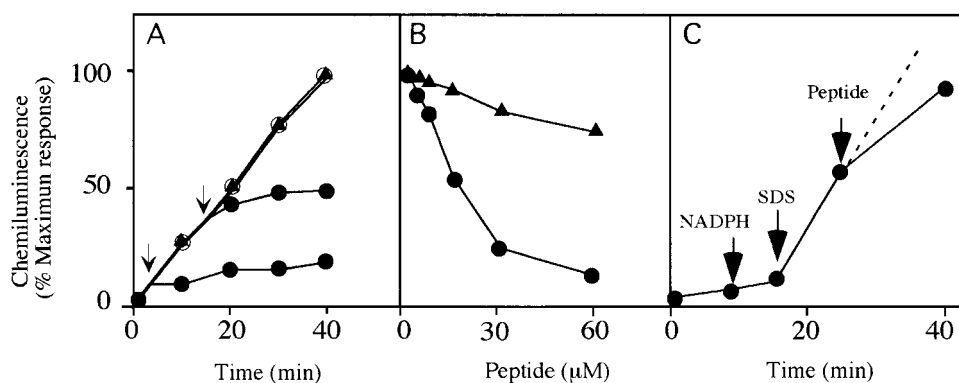 A
B
C
Chemiluminescence
(% Maximun response)
100
50
0
0
20
40
Time (min)
0
30
60
Peptide (μM)
NADPH
SDS
Peptide
0
20
40
Time (min)